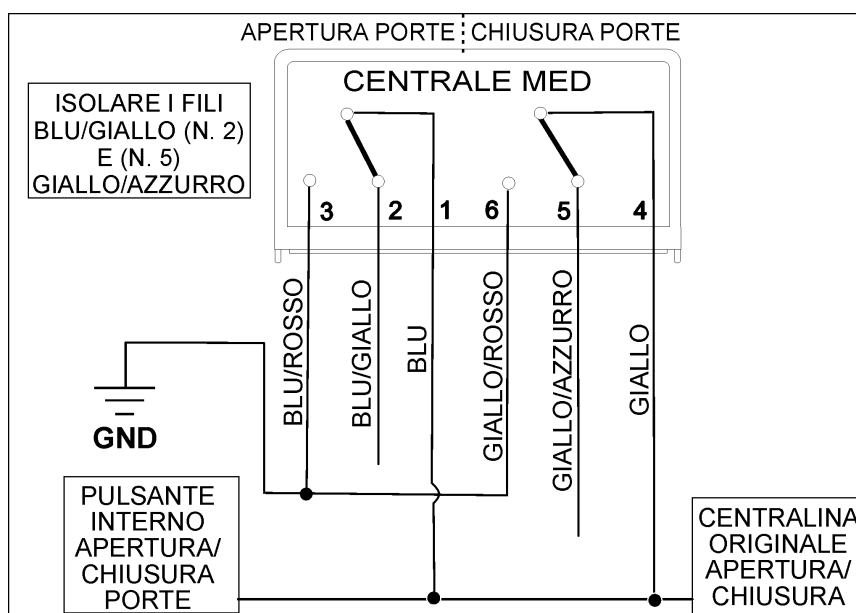 APERTURA PORTE CHIUSURA PORTE
CENTRALE MED
ISOLARE I FILI
BLU/GIALLO (N. 2)
E (N. 5)
GIALLO/AZZURRO
3 2 1 6 5 4
BLU/ROSSO
BLU/GIALLO
BLU
GIALLO/ROSSO
GIALLO/AZZURRO
GIALLO
GND
PULSANTE
INTERNO
APERTURA/
CHIUSURA
PORTE
CENTRALINA
ORIGINALE
APERTURA/
CHIUSURA